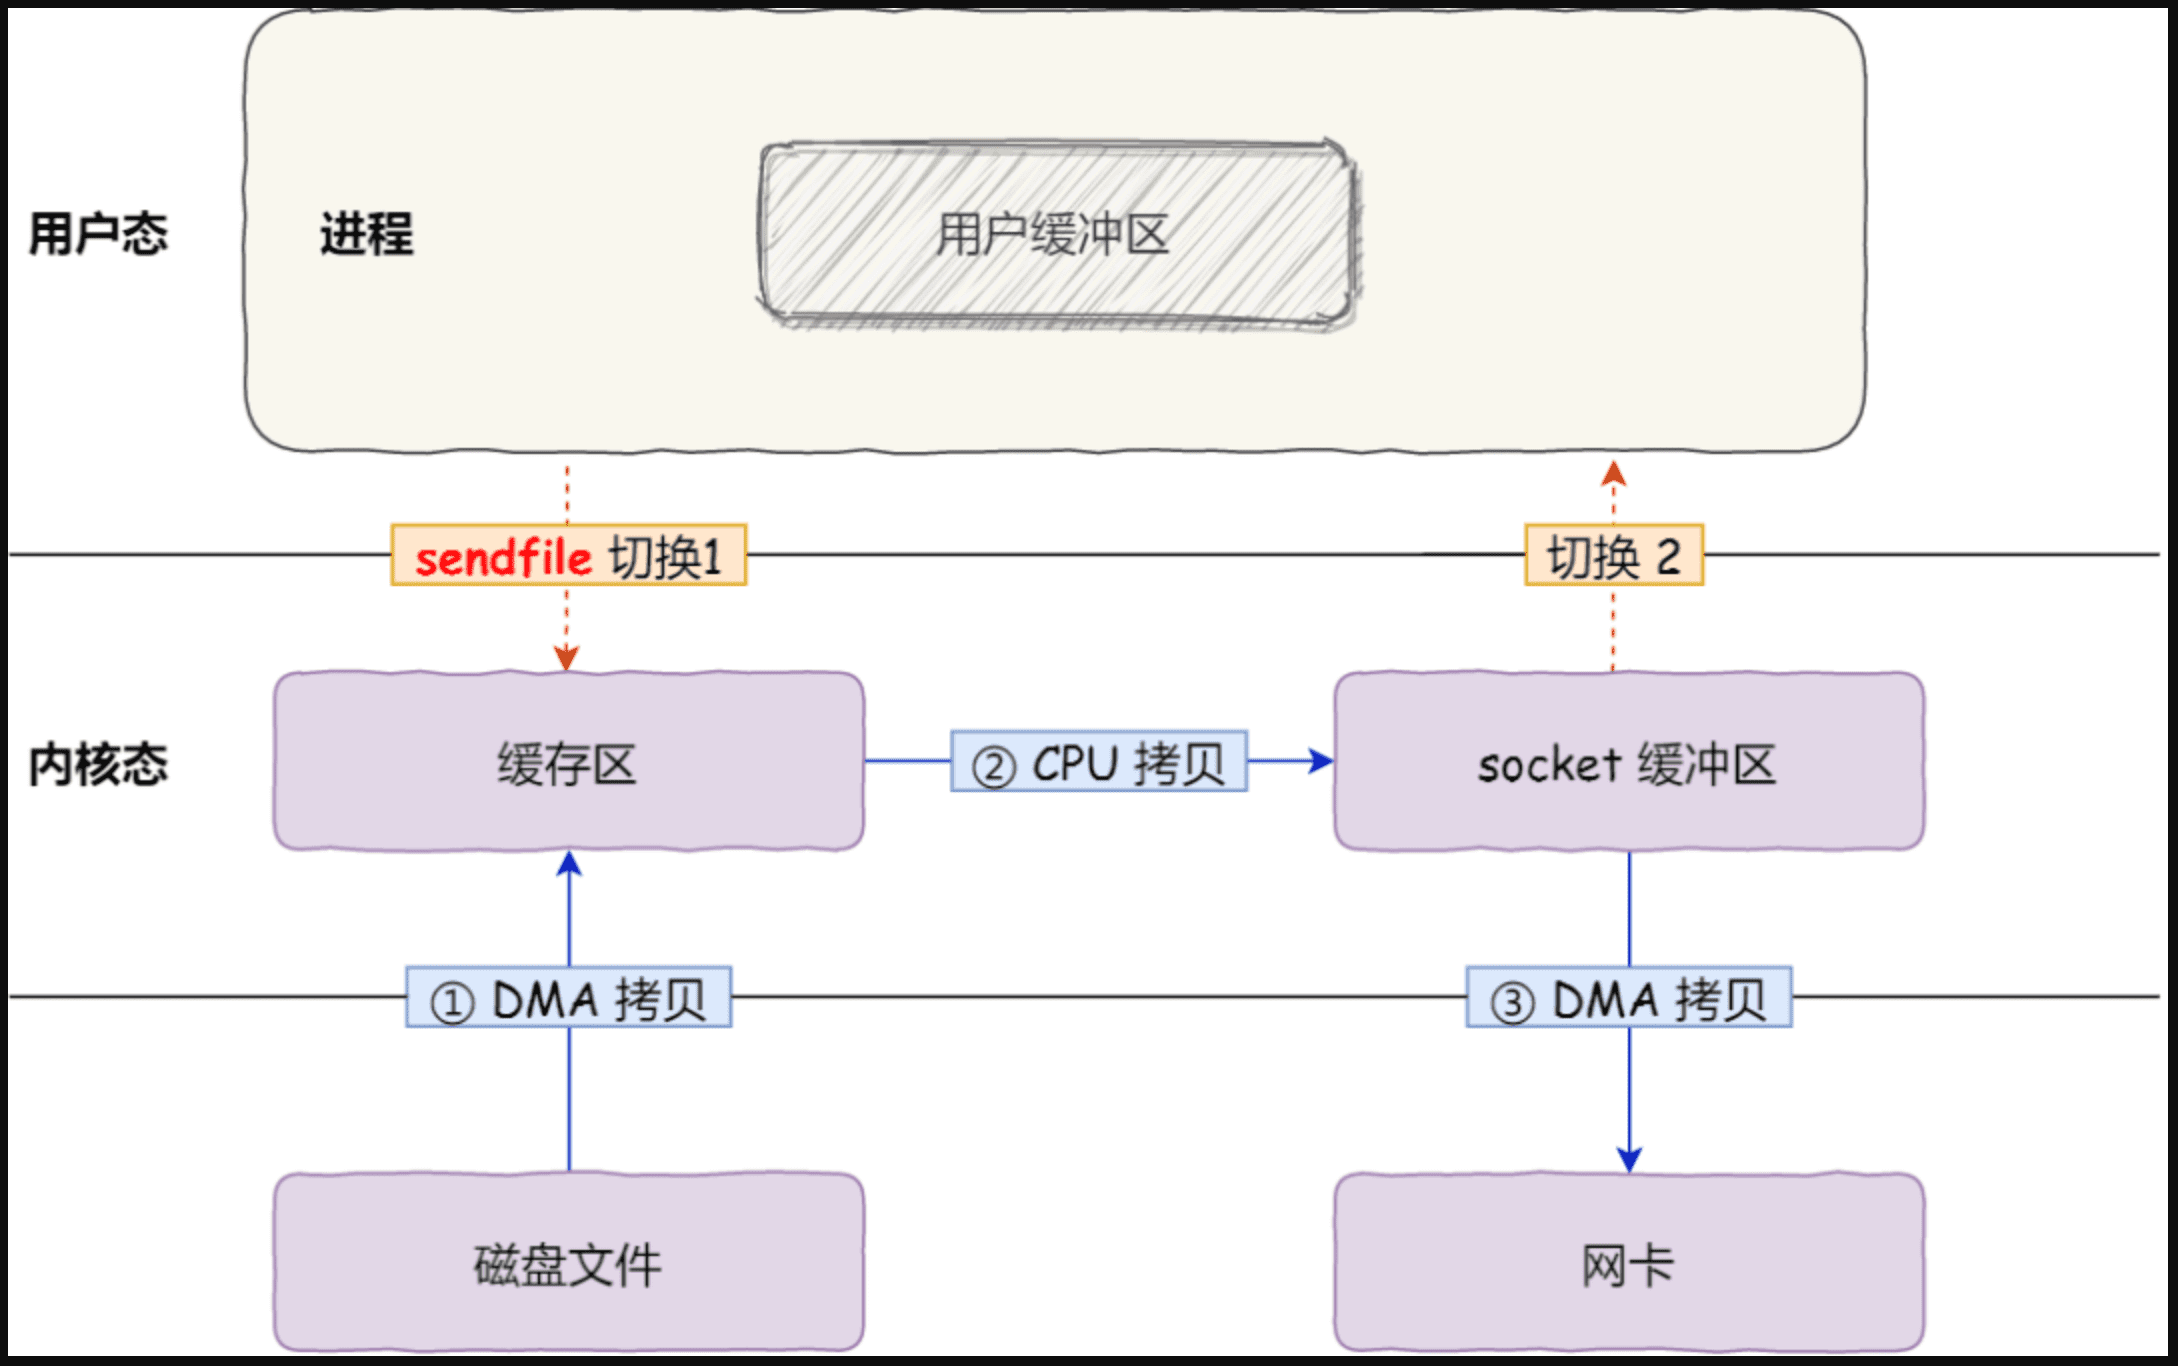 用户态
进程
用户缓冲区
sendfile 切换1
切换 2
内核态
缓存区
② CPU 拷贝
socket 缓冲区
① DMA 拷贝
③ DMA 拷贝
磁盘文件
网卡